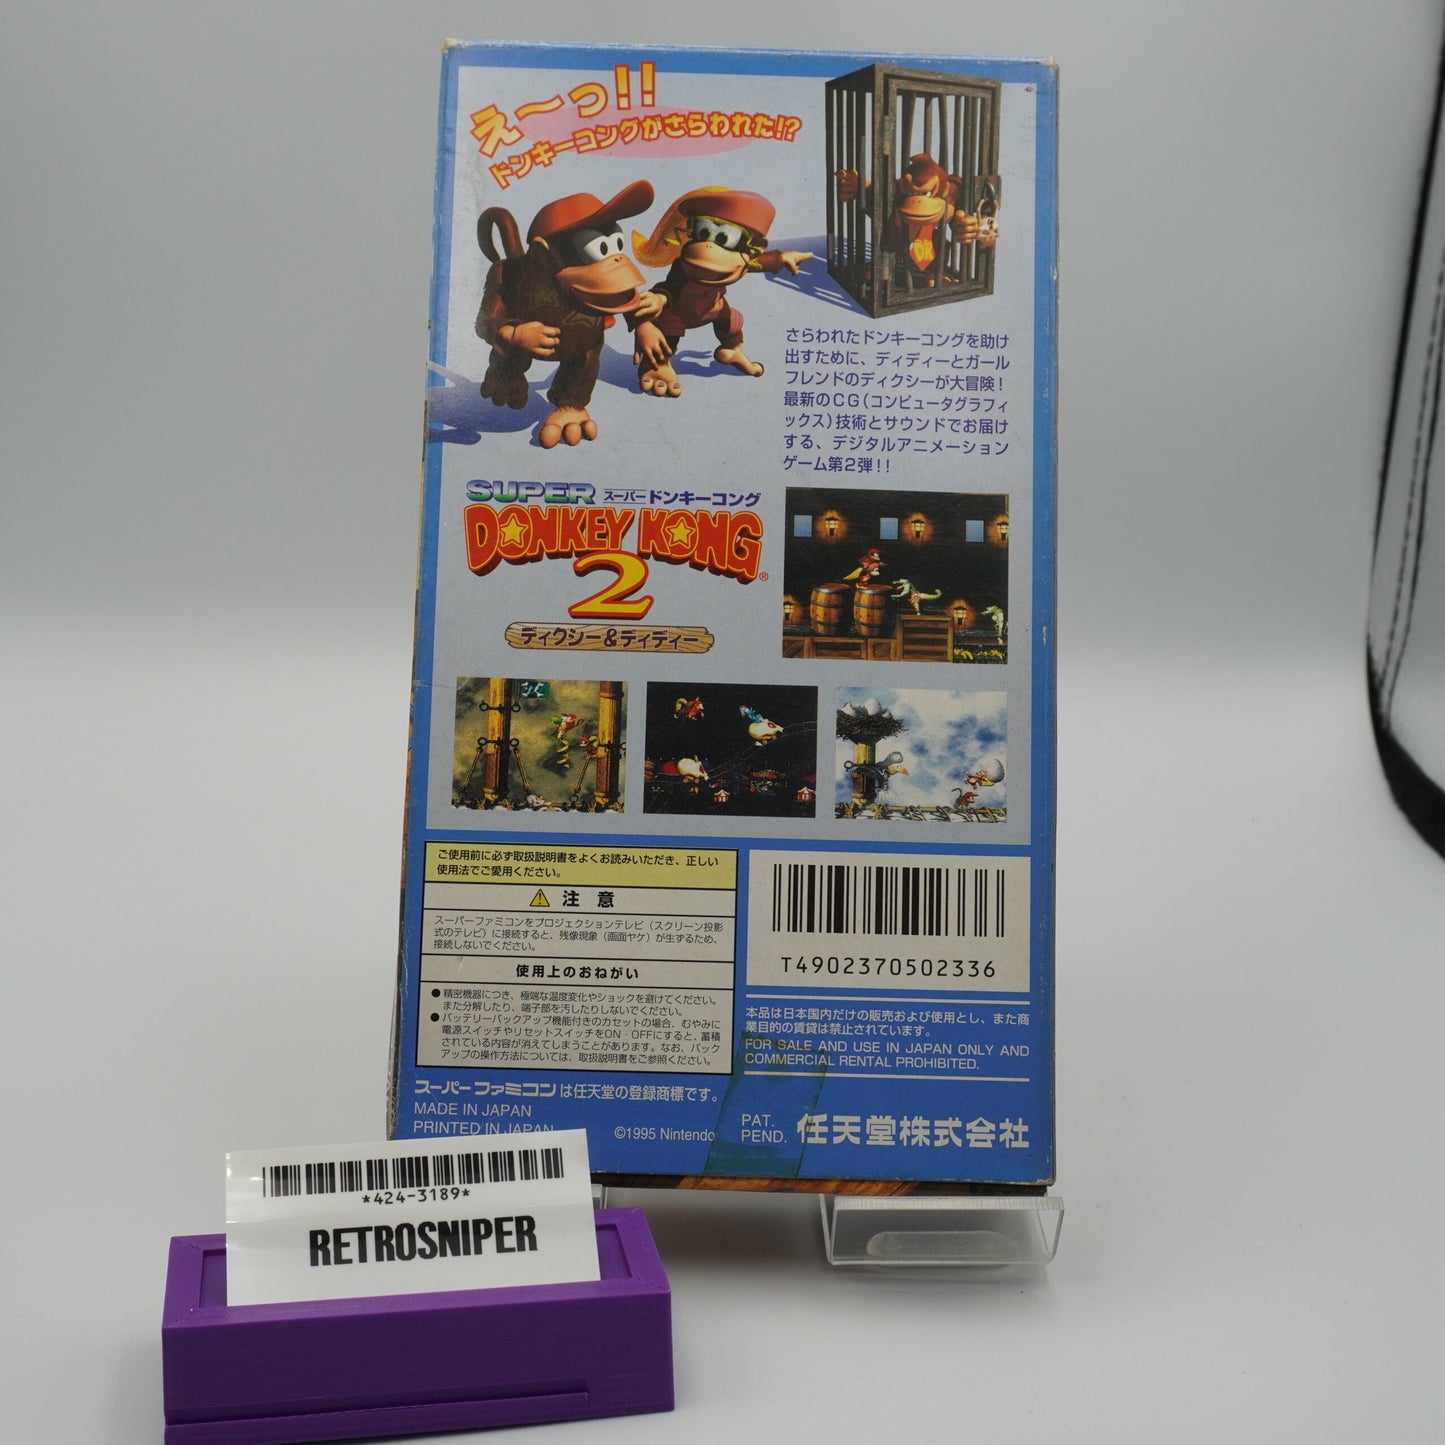 え〜っ!!
ドンキーコングがさらわれた!?
DK
さらわれたドンキーコングを助け
出すために、ディディーとガール
フレンドのディクシーが大冒険!
最新のCG(コンピュータグラフィ
ックス)技術とサウンドでお届け
する、デジタルアニメーション
ゲーム第2弾!!
SUPER スーパードンキーコング
DONKEY KONG
2 ®
ディクシー&ディディー
ご使用前に必ず取扱説明書をよくお読みいただき、正しい
使用法でご愛用ください。
注意
スーパーファミコンをプロジェクションテレビ(スクリーン投影
式のテレビ)に接続すると、残像現象(画面ヤケ)が生ずるため、
接続しないでください。
使用上のおねがい
●精密機器につき、極端な温度変化やショックを避けてください。
また分解したり、端子部を汚したりしないでください。
●バッテリーバックアップ機能付きのカセットの場合、むやみに
電源スイッチやリセットスイッチをON・OFFにすると、蓄積
されている内容が消えてしまうことがあります。なお、バック
アップの操作方法については、取扱説明書をご参照ください。
T4902370502336
本品は日本国内だけの販売および使用とし、また商
業目的の賃貸は禁止されています。
FOR SALE AND USE IN JAPAN ONLY AND
COMMERCIAL RENTAL PROHIBITED.
スーパーファミコンは任天堂の登録商標です。
MADE IN JAPAN
PRINTED IN JAPAN
©1995 Nintendo
PAT.
PEND.
任天堂株式会社
*424-3189*
RETROSNIPER